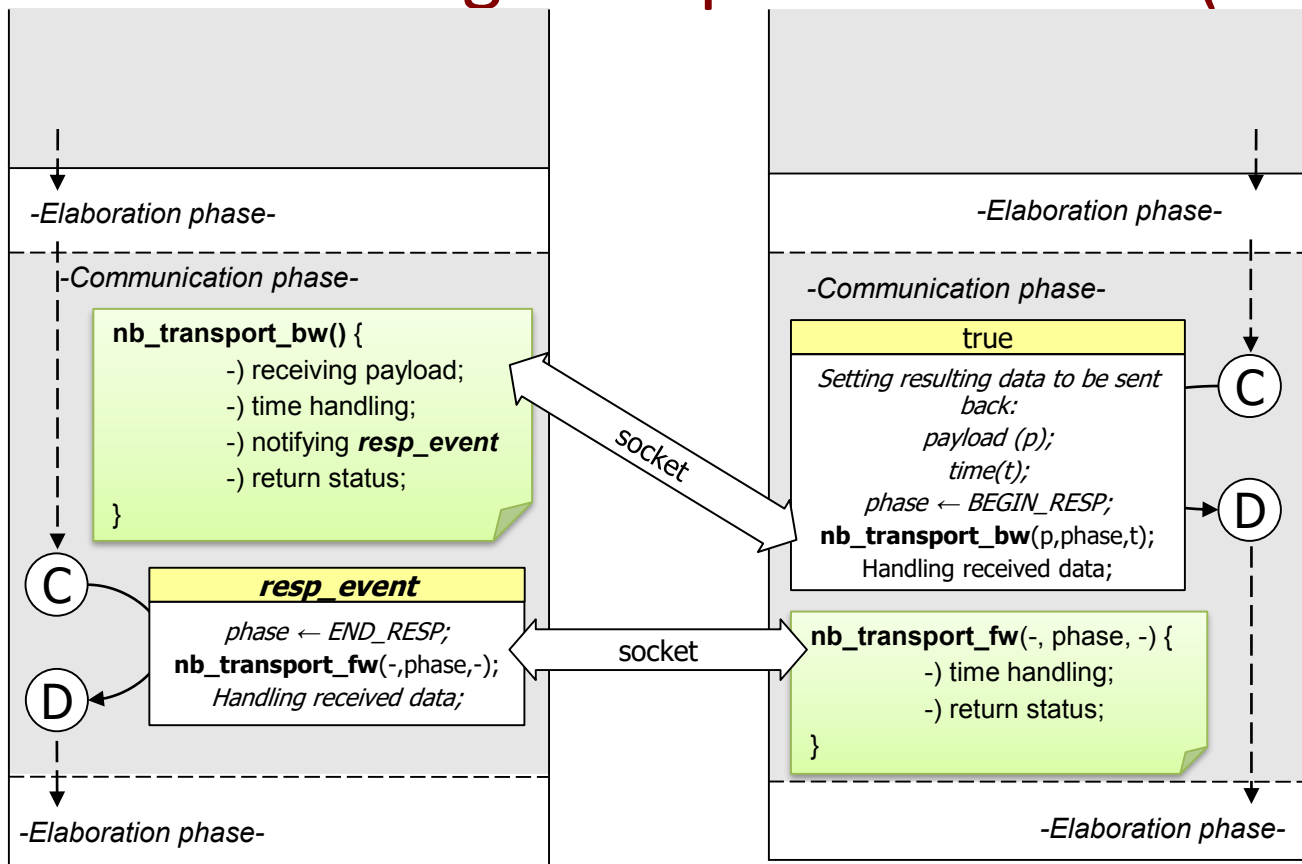 -Elaboration phase-
-Communication phase-
nb_transport_bw() {
-) receiving payload;
-) time handling;
-) notifying resp_event
-) return status;
}
C
resp_event
phase ← END_RESP;
nb_transport_fw(-,phase,-);
Handling received data;
D
-Elaboration phase-
socket
socket
-Elaboration phase-
-Communication phase-
true
Setting resulting data to be sent
back:
payload (p);
time(t);
phase ← BEGIN_RESP;
nb_transport_bw(p,phase,t);
Handling received data;
C
D
nb_transport_fw(-, phase, -) {
-) time handling;
-) return status;
}
-Elaboration phase-